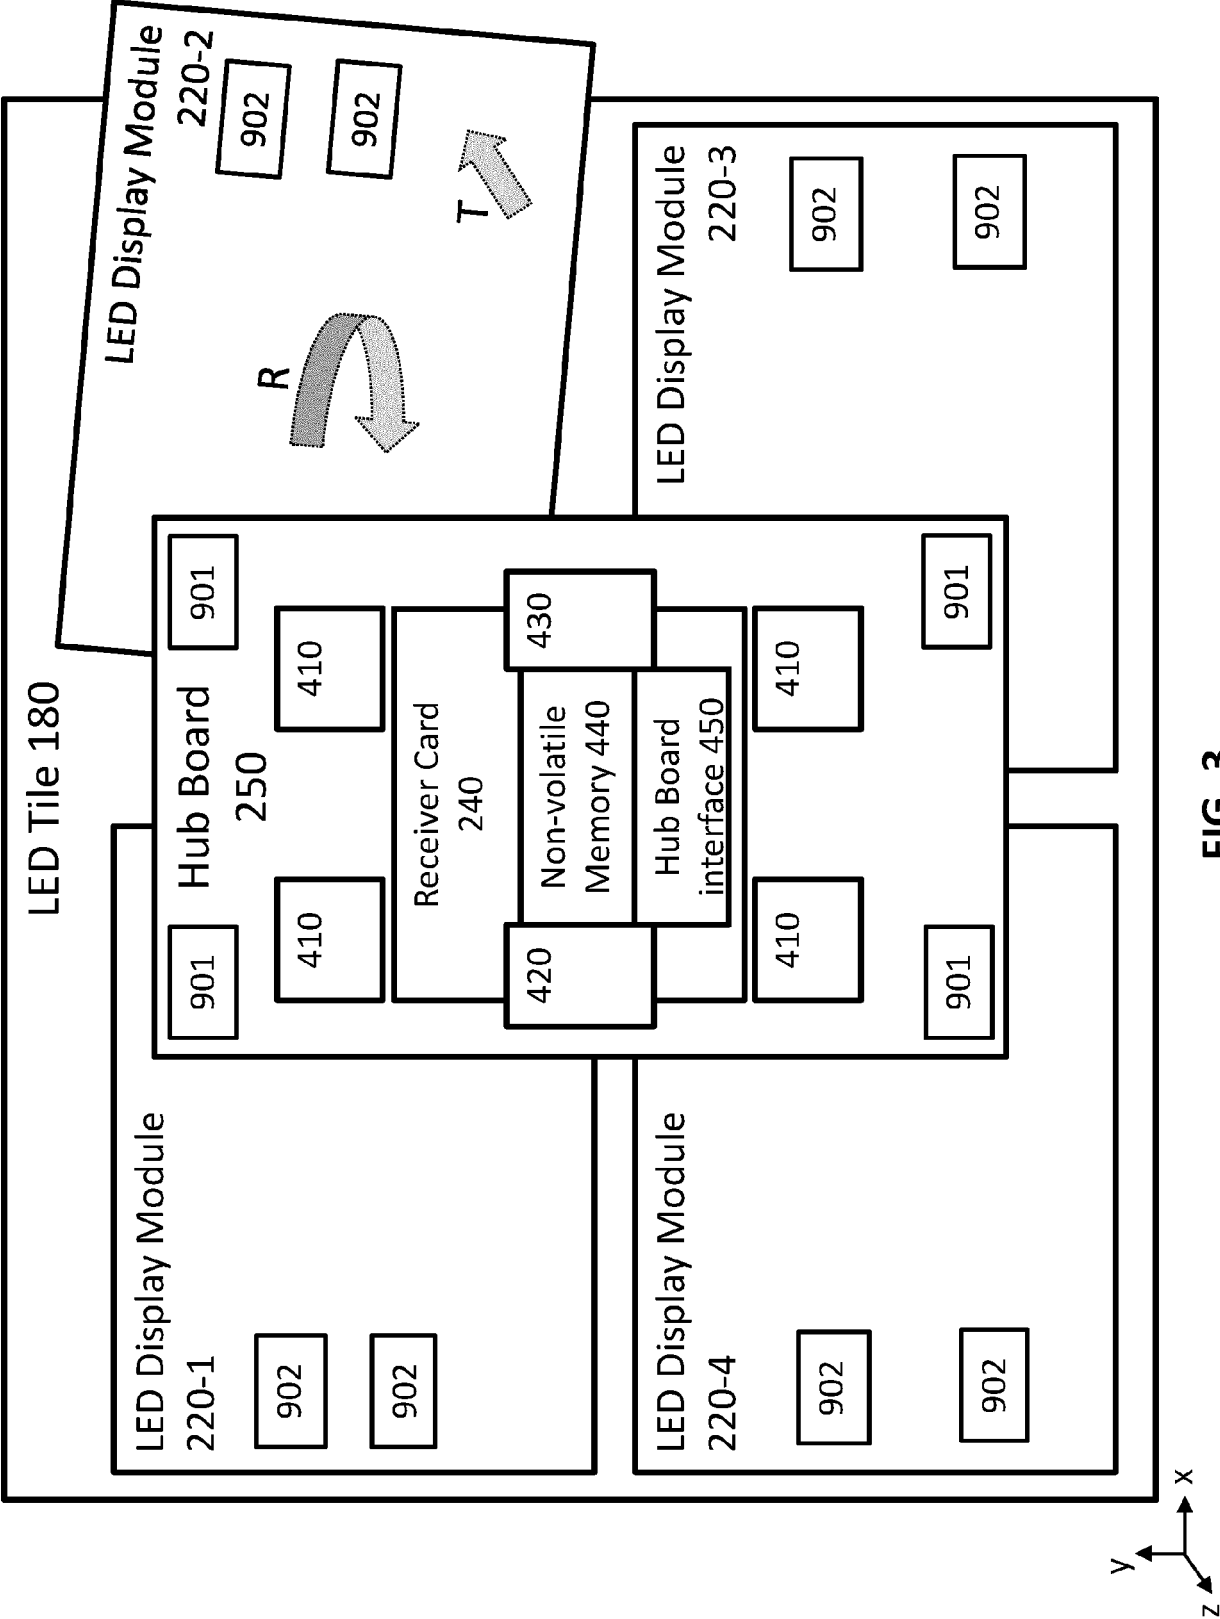 LED Tile 180
LED Display Module
220-1
902
902
Hub Board
250
901
901
410
410
LED Display Module
220-2
902
902
R
T
Receiver Card
240
420
430
Non-volatile
Memory 440
Hub Board
interface 450
410
410
901
901
LED Display Module
220-4
902
902
LED Display Module
220-3
902
902
y
x
z
FIG. 3